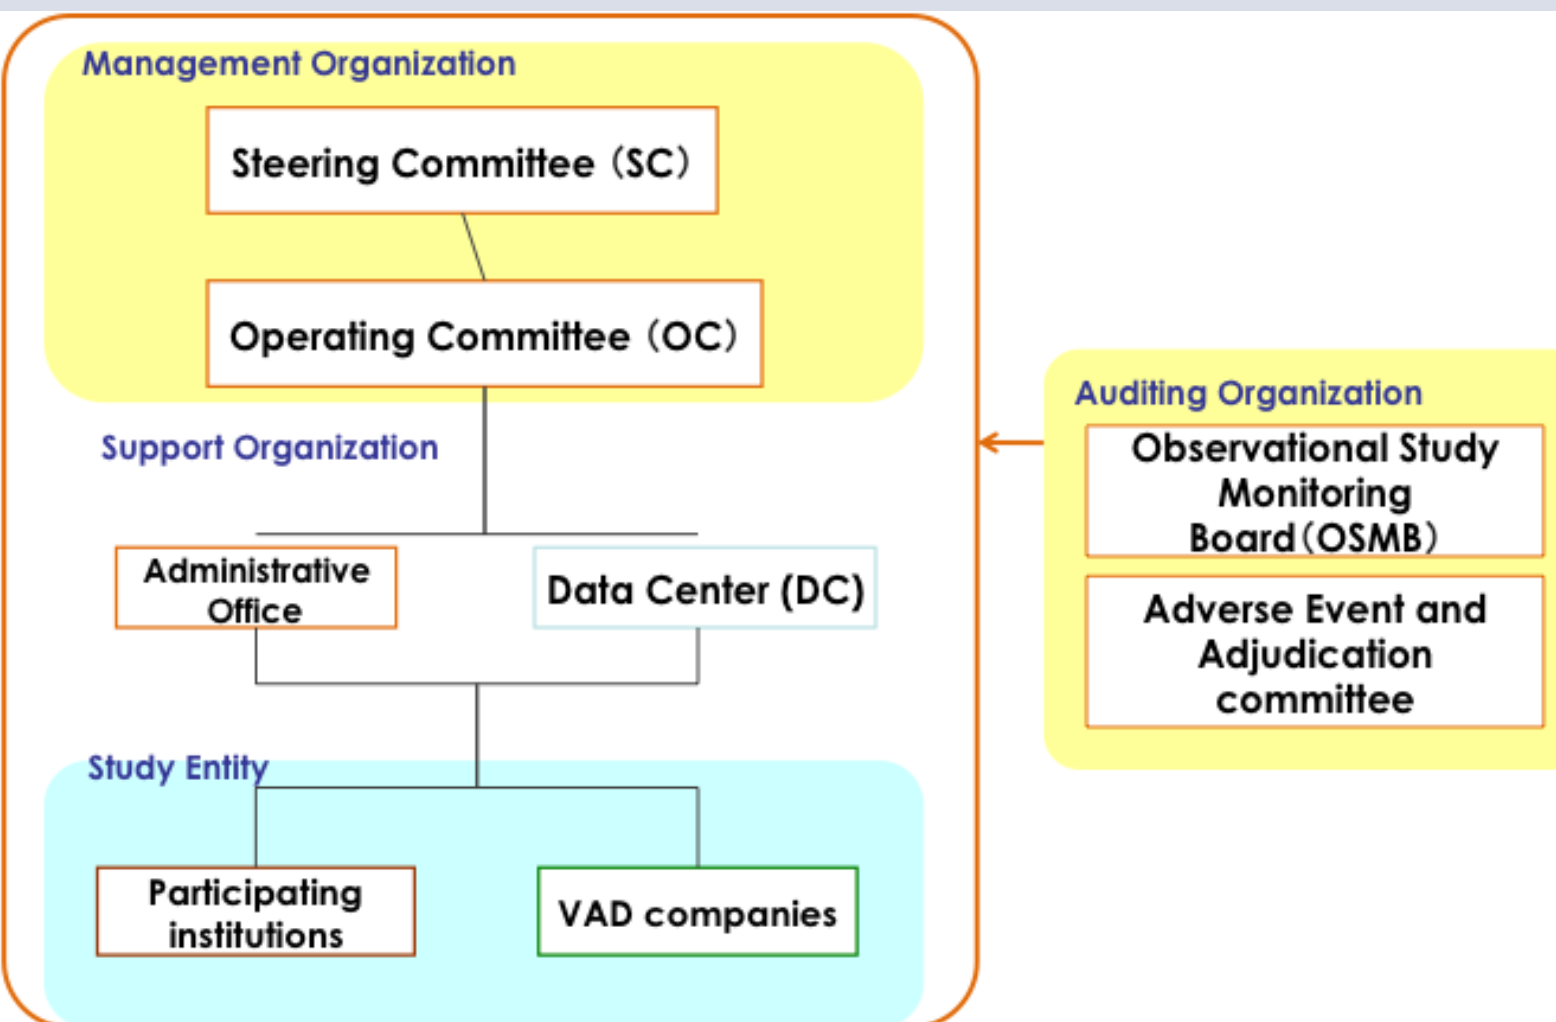 Management Organization
Steering Committee（SC）
Operating Committee（OC）
Support Organization
Administrative
Office
Data Center (DC)
Study Entity
Participating
institutions
VAD companies
Auditing Organization
Observational Study
Monitoring
Board（OSMB）
Adverse Event and
Adjudication
committee